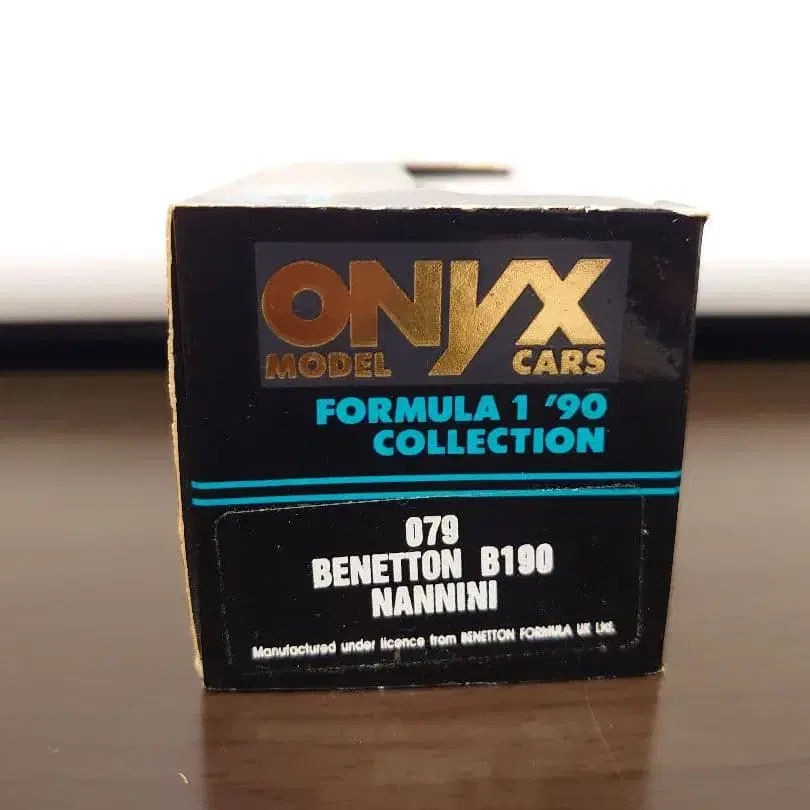 ONYX
MODEL CARS
FORMULA 1 '90
COLLECTION
079
BENETTON B190
NANNINI
Manufactured under licence from BENETTON FORMULA UK Ltd.